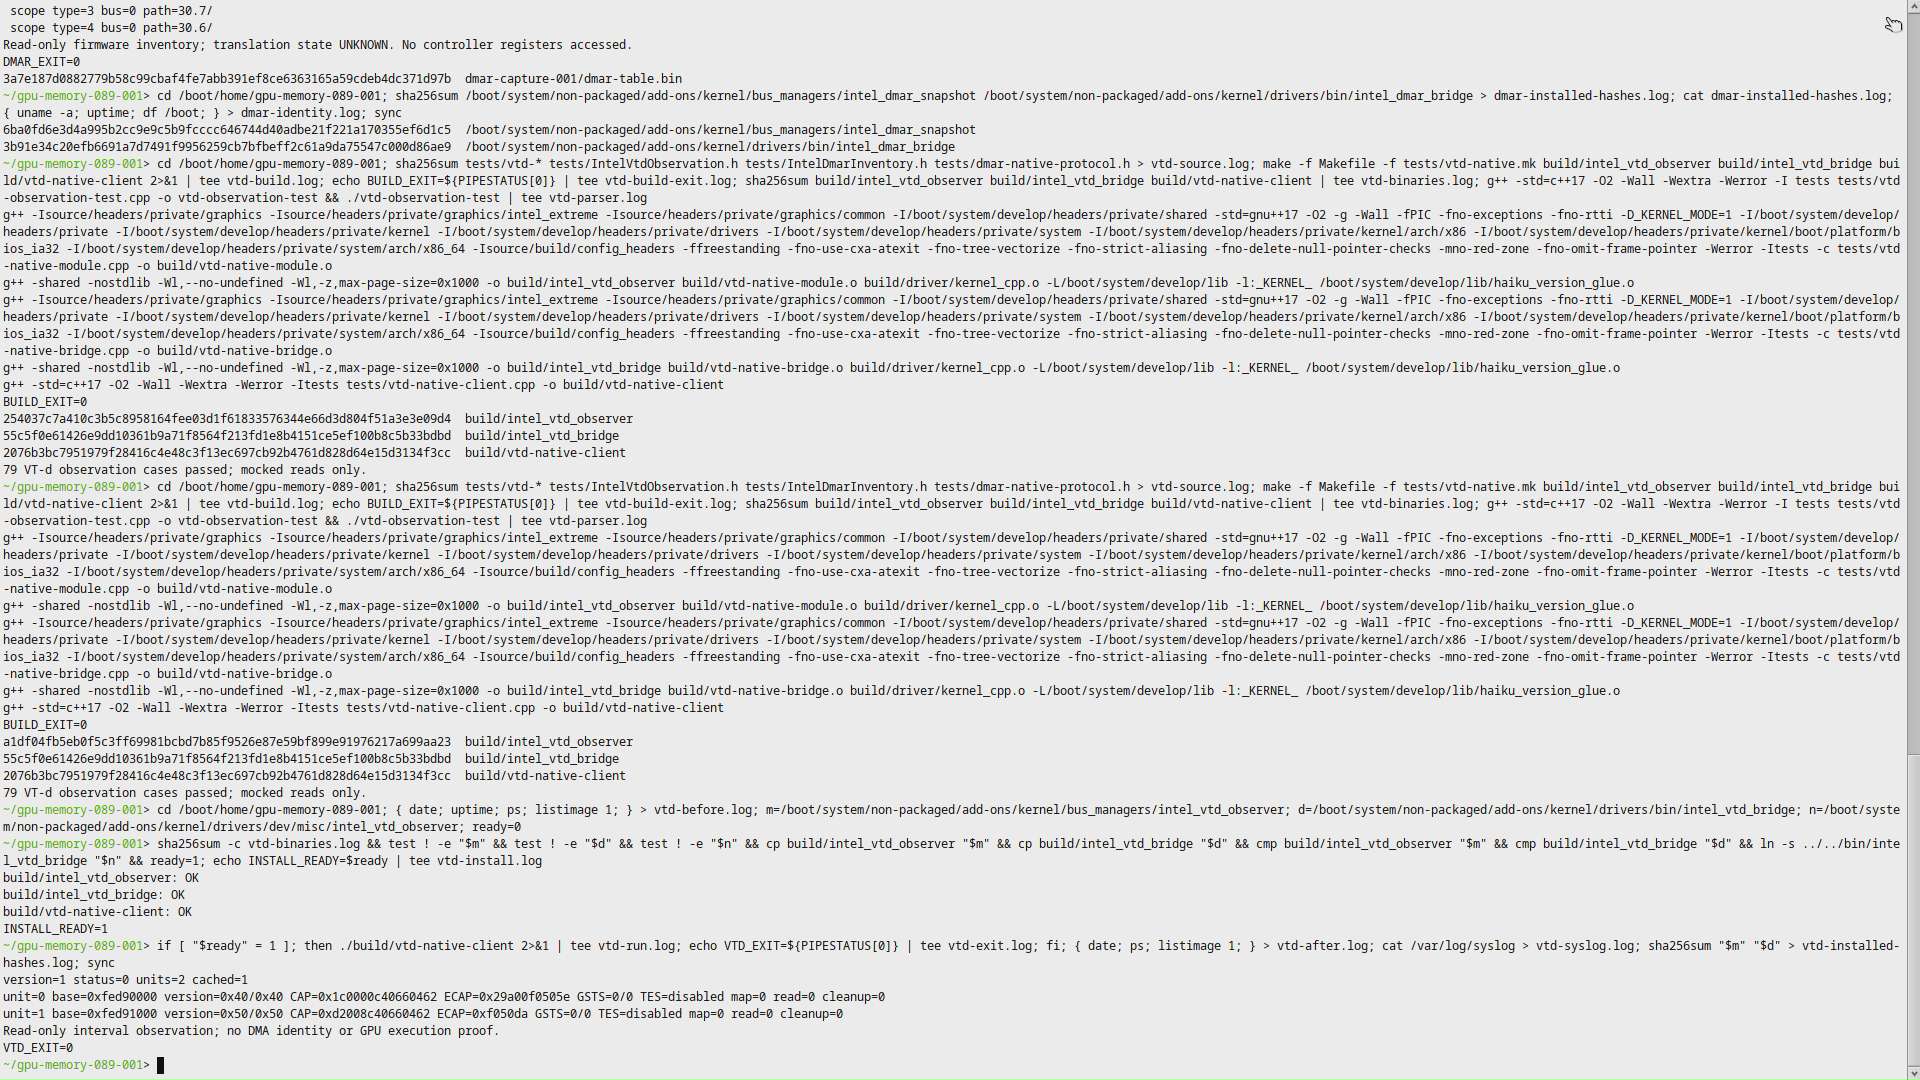 scope type=3 bus=0 path=30.7/
 scope type=4 bus=0 path=30.6/
Read-only firmware inventory; translation state UNKNOWN. No controller registers accessed.
DMAR_EXIT=0
3a7e187d0882779b58c99cbaf4fe7abb391ef8ce6363165a59cdeb4dc371d97b  dmar-capture-001/dmar-table.bin
~/gpu-memory-089-001> cd /boot/home/gpu-memory-089-001; sha256sum /boot/system/non-packaged/add-ons/kernel/bus_managers/intel_dmar_snapshot /boot/system/non-packaged/add-ons/kernel/drivers/bin/intel_dmar_bridge > dmar-installed-hashes.log; cat dmar-installed-hashes.log;
{ uname -a; uptime; df /boot; } > dmar-identity.log; sync
6ba0fd6e3d4a995b2cc9e9c5b9fcccc646744d40adbe21f221a170355ef6d1c5  /boot/system/non-packaged/add-ons/kernel/bus_managers/intel_dmar_snapshot
3b91e34c20efb6691a7d7491f9956259cb7bfbeff2c61a9da75547c000d86ae9  /boot/system/non-packaged/add-ons/kernel/drivers/bin/intel_dmar_bridge
~/gpu-memory-089-001> cd /boot/home/gpu-memory-089-001; sha256sum tests/vtd-* tests/IntelVtdObservation.h tests/IntelDmarInventory.h tests/dmar-native-protocol.h > vtd-source.log; make -f Makefile -f tests/vtd-native.mk build/intel_vtd_observer build/intel_vtd_bridge bui
ld/vtd-native-client 2>&1 | tee vtd-build.log; echo BUILD_EXIT=${PIPESTATUS[0]} | tee vtd-build-exit.log; sha256sum build/intel_vtd_observer build/intel_vtd_bridge build/vtd-native-client | tee vtd-binaries.log; g++ -std=c++17 -O2 -Wall -Wextra -Werror -I tests tests/vtd
-observation-test.cpp -o vtd-observation-test && ./vtd-observation-test | tee vtd-parser.log
g++ -Isource/headers/private/graphics -Isource/headers/private/graphics/intel_extreme -Isource/headers/private/graphics/common -I/boot/system/develop/headers/private/shared -std=gnu++17 -O2 -g -Wall -fPIC -fno-exceptions -fno-rtti -D_KERNEL_MODE=1 -I/boot/system/develop/
headers/private -I/boot/system/develop/headers/private/kernel -I/boot/system/develop/headers/private/drivers -I/boot/system/develop/headers/private/system -I/boot/system/develop/headers/private/kernel/arch/x86 -I/boot/system/develop/headers/private/kernel/boot/platform/b
ios_ia32 -I/boot/system/develop/headers/private/system/arch/x86_64 -Isource/build/config_headers -ffreestanding -fno-use-cxa-atexit -fno-tree-vectorize -fno-strict-aliasing -fno-delete-null-pointer-checks -mno-red-zone -fno-omit-frame-pointer -Werror -Itests -c tests/vtd
-native-module.cpp -o build/vtd-native-module.o
g++ -shared -nostdlib -Wl,--no-undefined -Wl,-z,max-page-size=0x1000 -o build/intel_vtd_observer build/vtd-native-module.o build/driver/kernel_cpp.o -L/boot/system/develop/lib -l:_KERNEL_ /boot/system/develop/lib/haiku_version_glue.o
g++ -Isource/headers/private/graphics -Isource/headers/private/graphics/intel_extreme -Isource/headers/private/graphics/common -I/boot/system/develop/headers/private/shared -std=gnu++17 -O2 -g -Wall -fPIC -fno-exceptions -fno-rtti -D_KERNEL_MODE=1 -I/boot/system/develop/
headers/private -I/boot/system/develop/headers/private/kernel -I/boot/system/develop/headers/private/drivers -I/boot/system/develop/headers/private/system -I/boot/system/develop/headers/private/kernel/arch/x86 -I/boot/system/develop/headers/private/kernel/boot/platform/b
ios_ia32 -I/boot/system/develop/headers/private/system/arch/x86_64 -Isource/build/config_headers -ffreestanding -fno-use-cxa-atexit -fno-tree-vectorize -fno-strict-aliasing -fno-delete-null-pointer-checks -mno-red-zone -fno-omit-frame-pointer -Werror -Itests -c tests/vtd
-native-bridge.cpp -o build/vtd-native-bridge.o
g++ -shared -nostdlib -Wl,--no-undefined -Wl,-z,max-page-size=0x1000 -o build/intel_vtd_bridge build/vtd-native-bridge.o build/driver/kernel_cpp.o -L/boot/system/develop/lib -l:_KERNEL_ /boot/system/develop/lib/haiku_version_glue.o
g++ -std=c++17 -O2 -Wall -Wextra -Werror -Itests tests/vtd-native-client.cpp -o build/vtd-native-client
BUILD_EXIT=0
254037c7a410c3b5c8958164fee03d1f61833576344e66d3d804f51a3e3e09d4  build/intel_vtd_observer
55c5f0e61426e9dd10361b9a71f8564f213fd1e8b4151ce5ef100b8c5b33bdbd  build/intel_vtd_bridge
2076b3bc7951979f28416c4e48c3f13ec697cb92b4761d828d64e15d3134f3cc  build/vtd-native-client
79 VT-d observation cases passed; mocked reads only.
~/gpu-memory-089-001> cd /boot/home/gpu-memory-089-001; sha256sum tests/vtd-* tests/IntelVtdObservation.h tests/IntelDmarInventory.h tests/dmar-native-protocol.h > vtd-source.log; make -f Makefile -f tests/vtd-native.mk build/intel_vtd_observer build/intel_vtd_bridge bui
ld/vtd-native-client 2>&1 | tee vtd-build.log; echo BUILD_EXIT=${PIPESTATUS[0]} | tee vtd-build-exit.log; sha256sum build/intel_vtd_observer build/intel_vtd_bridge build/vtd-native-client | tee vtd-binaries.log; g++ -std=c++17 -O2 -Wall -Wextra -Werror -I tests tests/vtd
-observation-test.cpp -o vtd-observation-test && ./vtd-observation-test | tee vtd-parser.log
g++ -Isource/headers/private/graphics -Isource/headers/private/graphics/intel_extreme -Isource/headers/private/graphics/common -I/boot/system/develop/headers/private/shared -std=gnu++17 -O2 -g -Wall -fPIC -fno-exceptions -fno-rtti -D_KERNEL_MODE=1 -I/boot/system/develop/
headers/private -I/boot/system/develop/headers/private/kernel -I/boot/system/develop/headers/private/drivers -I/boot/system/develop/headers/private/system -I/boot/system/develop/headers/private/kernel/arch/x86 -I/boot/system/develop/headers/private/kernel/boot/platform/b
ios_ia32 -I/boot/system/develop/headers/private/system/arch/x86_64 -Isource/build/config_headers -ffreestanding -fno-use-cxa-atexit -fno-tree-vectorize -fno-strict-aliasing -fno-delete-null-pointer-checks -mno-red-zone -fno-omit-frame-pointer -Werror -Itests -c tests/vtd
-native-module.cpp -o build/vtd-native-module.o
g++ -shared -nostdlib -Wl,--no-undefined -Wl,-z,max-page-size=0x1000 -o build/intel_vtd_observer build/vtd-native-module.o build/driver/kernel_cpp.o -L/boot/system/develop/lib -l:_KERNEL_ /boot/system/develop/lib/haiku_version_glue.o
g++ -Isource/headers/private/graphics -Isource/headers/private/graphics/intel_extreme -Isource/headers/private/graphics/common -I/boot/system/develop/headers/private/shared -std=gnu++17 -O2 -g -Wall -fPIC -fno-exceptions -fno-rtti -D_KERNEL_MODE=1 -I/boot/system/develop/
headers/private -I/boot/system/develop/headers/private/kernel -I/boot/system/develop/headers/private/drivers -I/boot/system/develop/headers/private/system -I/boot/system/develop/headers/private/kernel/arch/x86 -I/boot/system/develop/headers/private/kernel/boot/platform/b
ios_ia32 -I/boot/system/develop/headers/private/system/arch/x86_64 -Isource/build/config_headers -ffreestanding -fno-use-cxa-atexit -fno-tree-vectorize -fno-strict-aliasing -fno-delete-null-pointer-checks -mno-red-zone -fno-omit-frame-pointer -Werror -Itests -c tests/vtd
-native-bridge.cpp -o build/vtd-native-bridge.o
g++ -shared -nostdlib -Wl,--no-undefined -Wl,-z,max-page-size=0x1000 -o build/intel_vtd_bridge build/vtd-native-bridge.o build/driver/kernel_cpp.o -L/boot/system/develop/lib -l:_KERNEL_ /boot/system/develop/lib/haiku_version_glue.o
g++ -std=c++17 -O2 -Wall -Wextra -Werror -Itests tests/vtd-native-client.cpp -o build/vtd-native-client
BUILD_EXIT=0
a1df04fb5eb0f5c3ff69981bcbd7b85f9526e87e59bf899e91976217a699aa23  build/intel_vtd_observer
55c5f0e61426e9dd10361b9a71f8564f213fd1e8b4151ce5ef100b8c5b33bdbd  build/intel_vtd_bridge
2076b3bc7951979f28416c4e48c3f13ec697cb92b4761d828d64e15d3134f3cc  build/vtd-native-client
79 VT-d observation cases passed; mocked reads only.
~/gpu-memory-089-001> cd /boot/home/gpu-memory-089-001; { date; uptime; ps; listimage 1; } > vtd-before.log; m=/boot/system/non-packaged/add-ons/kernel/bus_managers/intel_vtd_observer; d=/boot/system/non-packaged/add-ons/kernel/drivers/bin/intel_vtd_bridge; n=/boot/syste
m/non-packaged/add-ons/kernel/drivers/dev/misc/intel_vtd_observer; ready=0
~/gpu-memory-089-001> sha256sum -c vtd-binaries.log && test ! -e "$m" && test ! -e "$d" && test ! -e "$n" && cp build/intel_vtd_observer "$m" && cp build/intel_vtd_bridge "$d" && cmp build/intel_vtd_observer "$m" && cmp build/intel_vtd_bridge "$d" && ln -s ../../bin/inte
l_vtd_bridge "$n" && ready=1; echo INSTALL_READY=$ready | tee vtd-install.log
build/intel_vtd_observer: OK
build/intel_vtd_bridge: OK
build/vtd-native-client: OK
INSTALL_READY=1
~/gpu-memory-089-001> if [ "$ready" = 1 ]; then ./build/vtd-native-client 2>&1 | tee vtd-run.log; echo VTD_EXIT=${PIPESTATUS[0]} | tee vtd-exit.log; fi; { date; ps; listimage 1; } > vtd-after.log; cat /var/log/syslog > vtd-syslog.log; sha256sum "$m" "$d" > vtd-installed-
hashes.log; sync
version=1 status=0 units=2 cached=1
unit=0 base=0xfed90000 version=0x40/0x40 CAP=0x1c0000c40660462 ECAP=0x29a00f0505e GSTS=0/0 TES=disabled map=0 read=0 cleanup=0
unit=1 base=0xfed91000 version=0x50/0x50 CAP=0xd2008c40660462 ECAP=0xf050da GSTS=0/0 TES=disabled map=0 read=0 cleanup=0
Read-only interval observation; no DMA identity or GPU execution proof.
VTD_EXIT=0
~/gpu-memory-089-001>